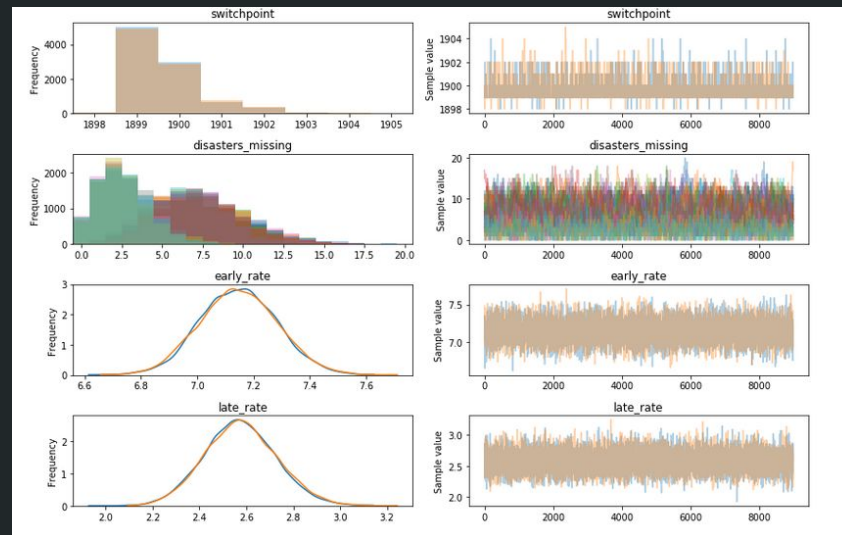 switchpoint
Frequency
4000
2000
0
1898 1899 1900 1901 1902 1903 1904 1905
switchpoint
Sample value
1904
1902
1900
1898
0 2000 4000 6000 8000
disasters_missing
Frequency
2000
1000
0
0.0 2.5 5.0 7.5 10.0 12.5 15.0 17.5 20.0
disasters_missing
Sample value
20
10
0
0 2000 4000 6000 8000
early_rate
Frequency
3
2
1
0
6.6 6.8 7.0 7.2 7.4 7.6
early_rate
Sample value
7.5
7.0
0 2000 4000 6000 8000
late_rate
Frequency
2
1
0
2.0 2.2 2.4 2.6 2.8 3.0 3.2
late_rate
Sample value
3.0
2.5
2.0
0 2000 4000 6000 8000